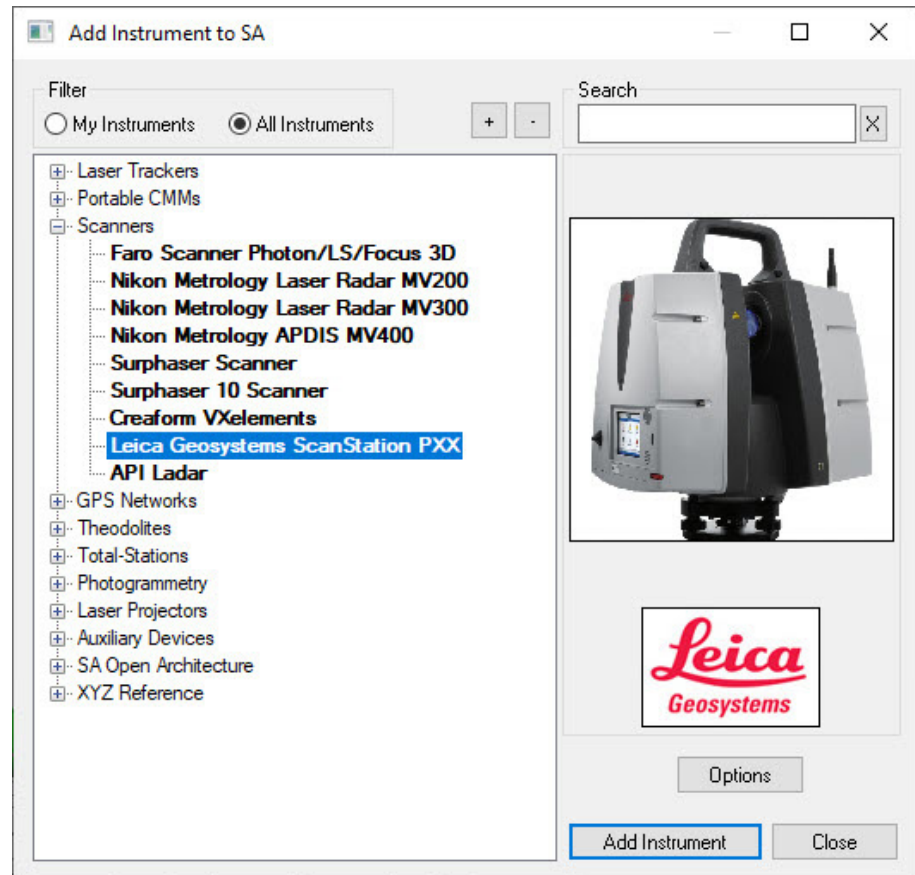 Add Instrument to SA
Filter
My Instruments All Instruments
+ -
Search
X
Laser Trackers
Portable CMMs
Scanners
Faro Scanner Photon/LS/Focus 3D
Nikon Metrology Laser Radar MV200
Nikon Metrology Laser Radar MV300
Nikon Metrology APDIS MV400
Surphaser Scanner
Surphaser 10 Scanner
Creaform VXelements
Leica Geosystems ScanStation PXX
API Ladar
GPS Networks
Theodolites
Total-Stations
Photogrammetry
Laser Projectors
Auxiliary Devices
SA Open Architecture
XYZ Reference
Leica
Geosystems
Options
Add Instrument Close